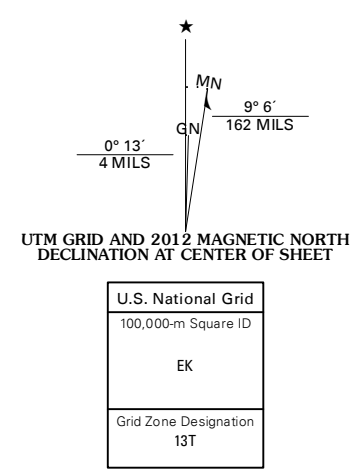 ★
MN
GN
9° 6´
162 MILS
0° 13´
4 MILS
UTM GRID AND 2012 MAGNETIC NORTH
DECLINATION AT CENTER OF SHEET
U.S. National Grid
100,000-m Square ID
EK
Grid Zone Designation
13T